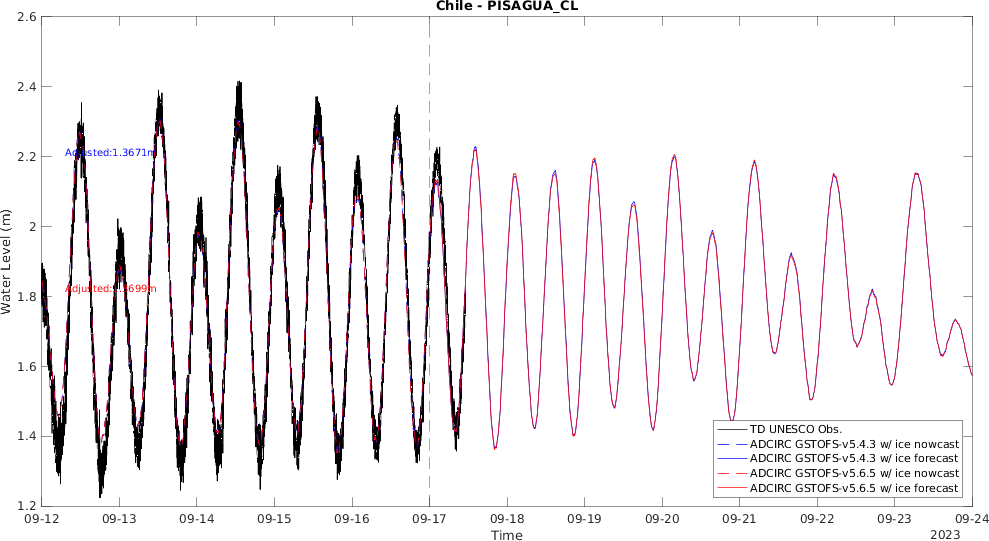 Chile - PISAGUA_CL
2.6
2.4
2.2
2
1.8
1.6
1.4
1.2
Water Level (m)
Adjusted:1.3671m
Adjusted:1.3699m
TD UNESCO Obs.
ADCIRC GSTOFS-v5.4.3 w/ ice nowcast
ADCIRC GSTOFS-v5.4.3 w/ ice forecast
ADCIRC GSTOFS-v5.6.5 w/ ice nowcast
ADCIRC GSTOFS-v5.6.5 w/ ice forecast
09-12 09-13 09-14 09-15 09-16 09-17 09-18 09-19 09-20 09-21 09-22 09-23 09-24
Time
2023